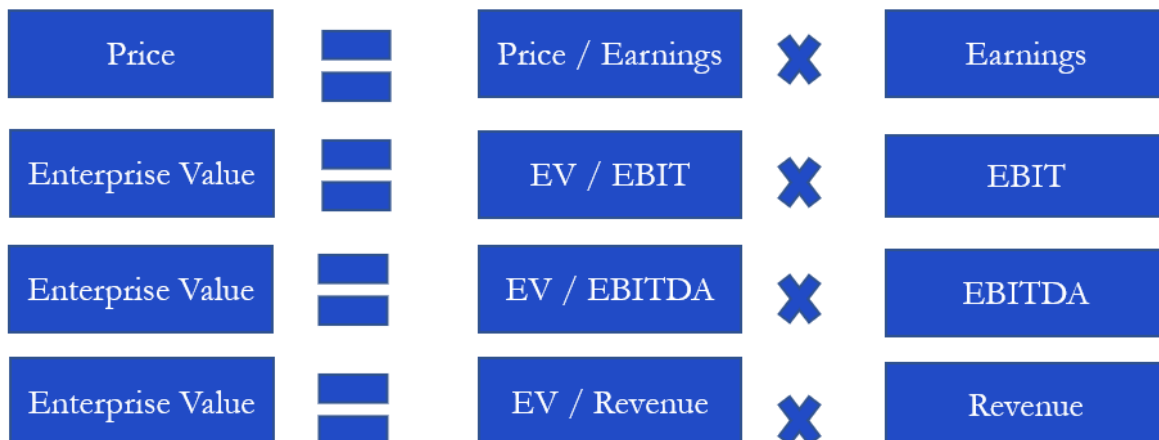 Price
Price / Earnings
Earnings
Enterprise Value
EV / EBIT
EBIT
Enterprise Value
EV / EBITDA
EBITDA
Enterprise Value
EV / Revenue
Revenue